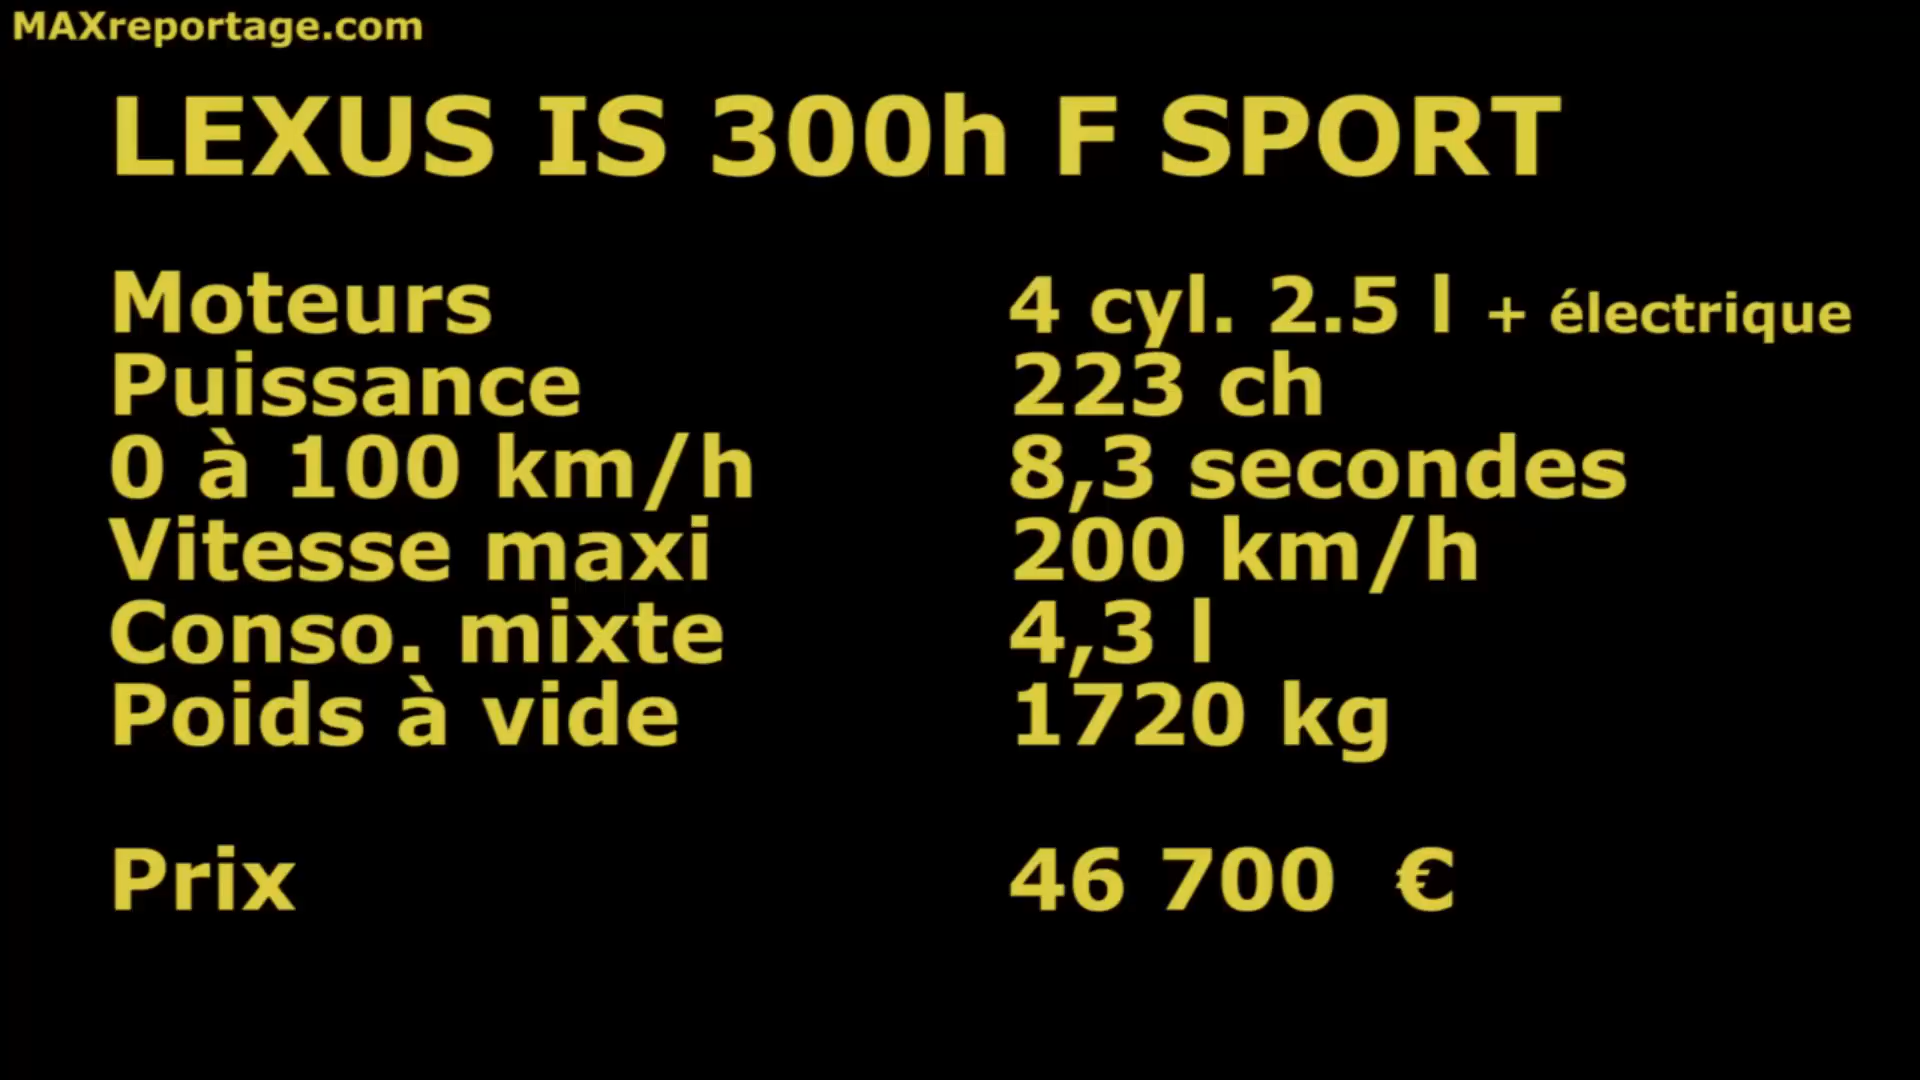 MAXreportage.com
LEXUS IS 300h F SPORT
Moteurs 4 cyl. 2.5 l + électrique
Puissance 223 ch
0 à 100 km/h 8,3 secondes
Vitesse maxi 200 km/h
Conso. mixte 4,3 l
Poids à vide 1720 kg
Prix 46 700 €